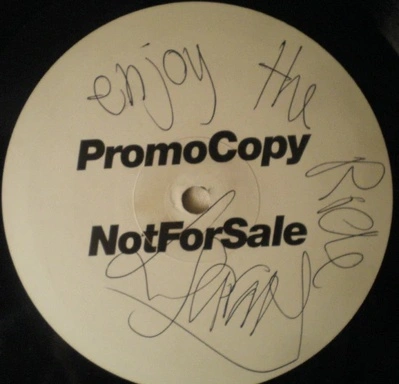 enjoy the
Ride
PromoCopy
NotForSale